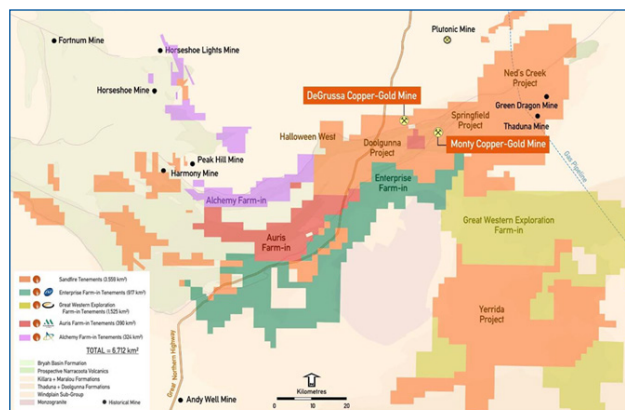 Fortnum Mine
Horseshoe Lights Mine
Plutonic Mine
Ned's Creek
Project
Horseshoe Mine
DeGrussa Copper-Gold Mine
Green Dragon Mine
Springfield
Project
Thaduna Mine
Halloween West
Doolgunna
Project
Monty Copper-Gold Mine
Gas Pipeline
Peak Hill Mine
Harmony Mine
Enterprise
Farm-in
Alchemy Farm-in
Great Western Exploration
Farm-in
Auris
Farm-in
Yerrida
Project
Sandfire Tenements (3,559 km²)
Enterprise Farm-in Tenements (817 km²)
Great Western Exploration
Farm-in Tenements (1,525 km²)
Auris Farm-in Tenements (390 km²)
Alchemy Farm-in Tenements (324 km²)
TOTAL = 6,712 km²
Bryah Basin Formation
Prospective Narracoota Volcanics
Killara + Maralou Formations
Thaduna + Doolgunna Formations
Windplain Sub-Group
Monzogranite
Historical Mine
Great Northern Highway
Andy Well Mine
Kilometres
0 10 20